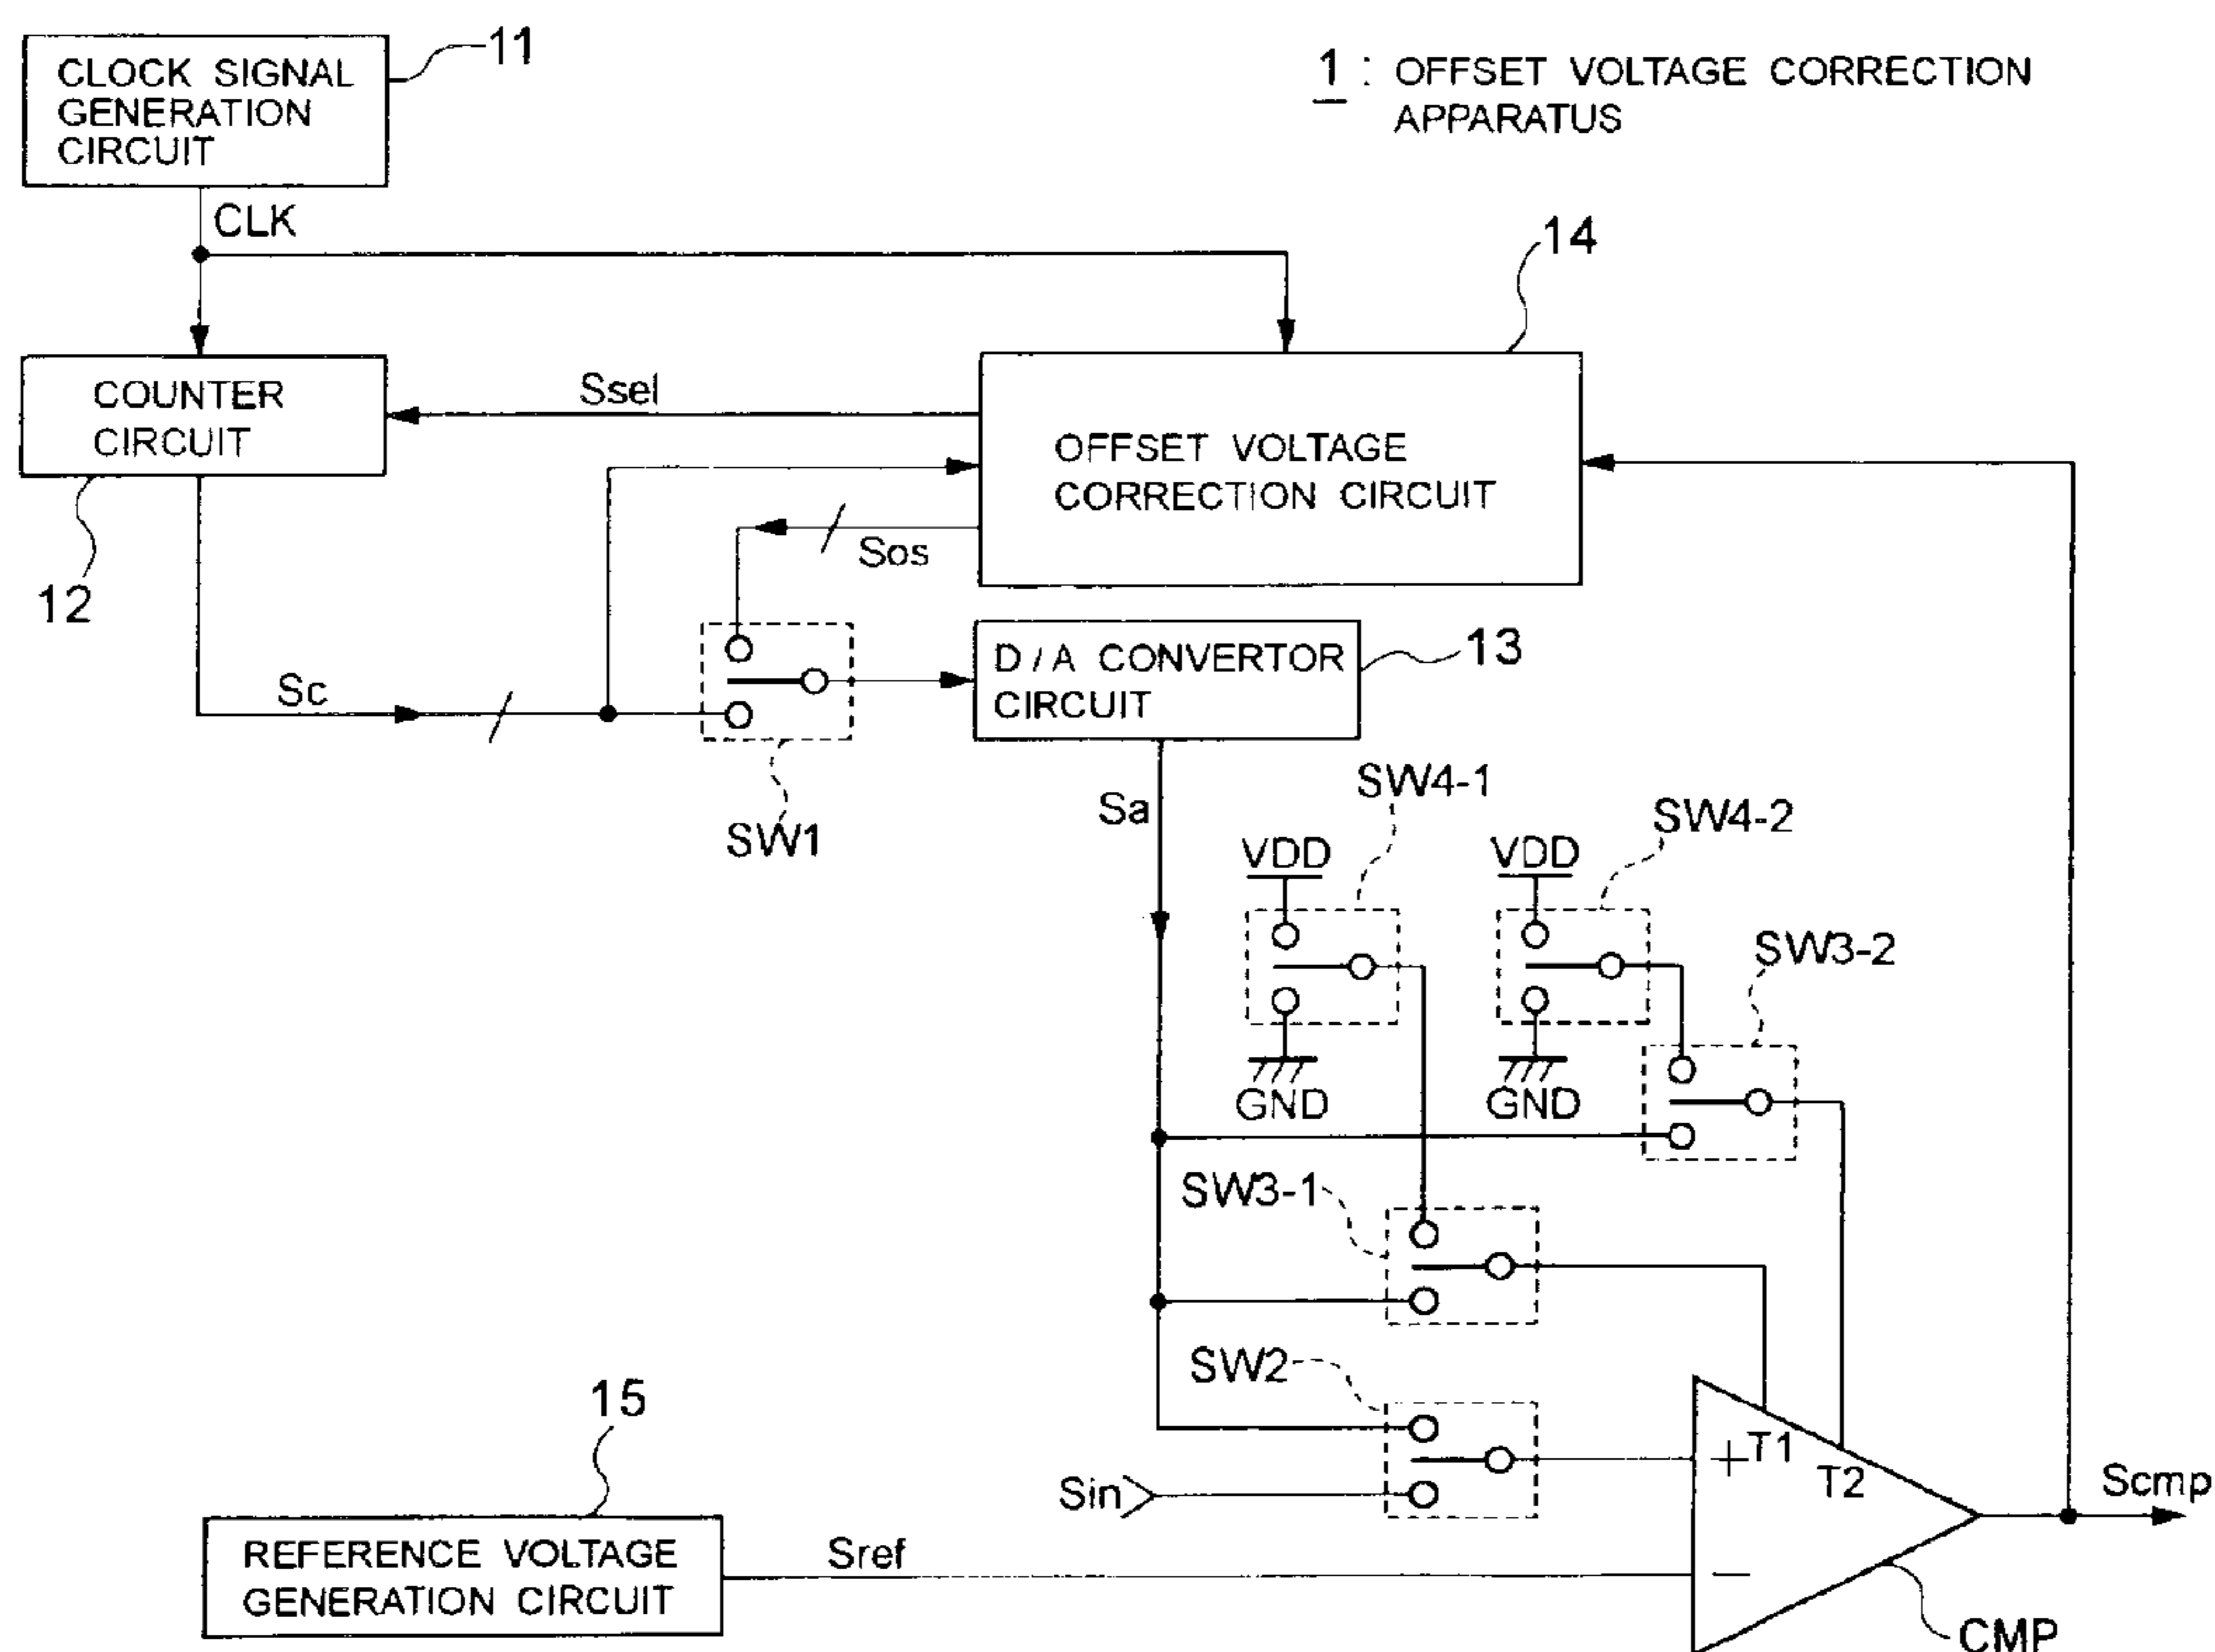 11
CLOCK SIGNAL
GENERATION
CIRCUIT
1 : OFFSET VOLTAGE CORRECTION
APPARATUS
CLK
14
COUNTER
CIRCUIT
Ssel
OFFSET VOLTAGE
CORRECTION CIRCUIT
Sos
12
D/A CONVERTOR
CIRCUIT
13
Sc
SW1
Sa
SW4-1
SW4-2
VDD
VDD
SW3-2
GND
GND
SW3-1
SW2
15
+
T1
T2
Sin
Scmp
REFERENCE VOLTAGE
GENERATION CIRCUIT
Sref
−
CMP